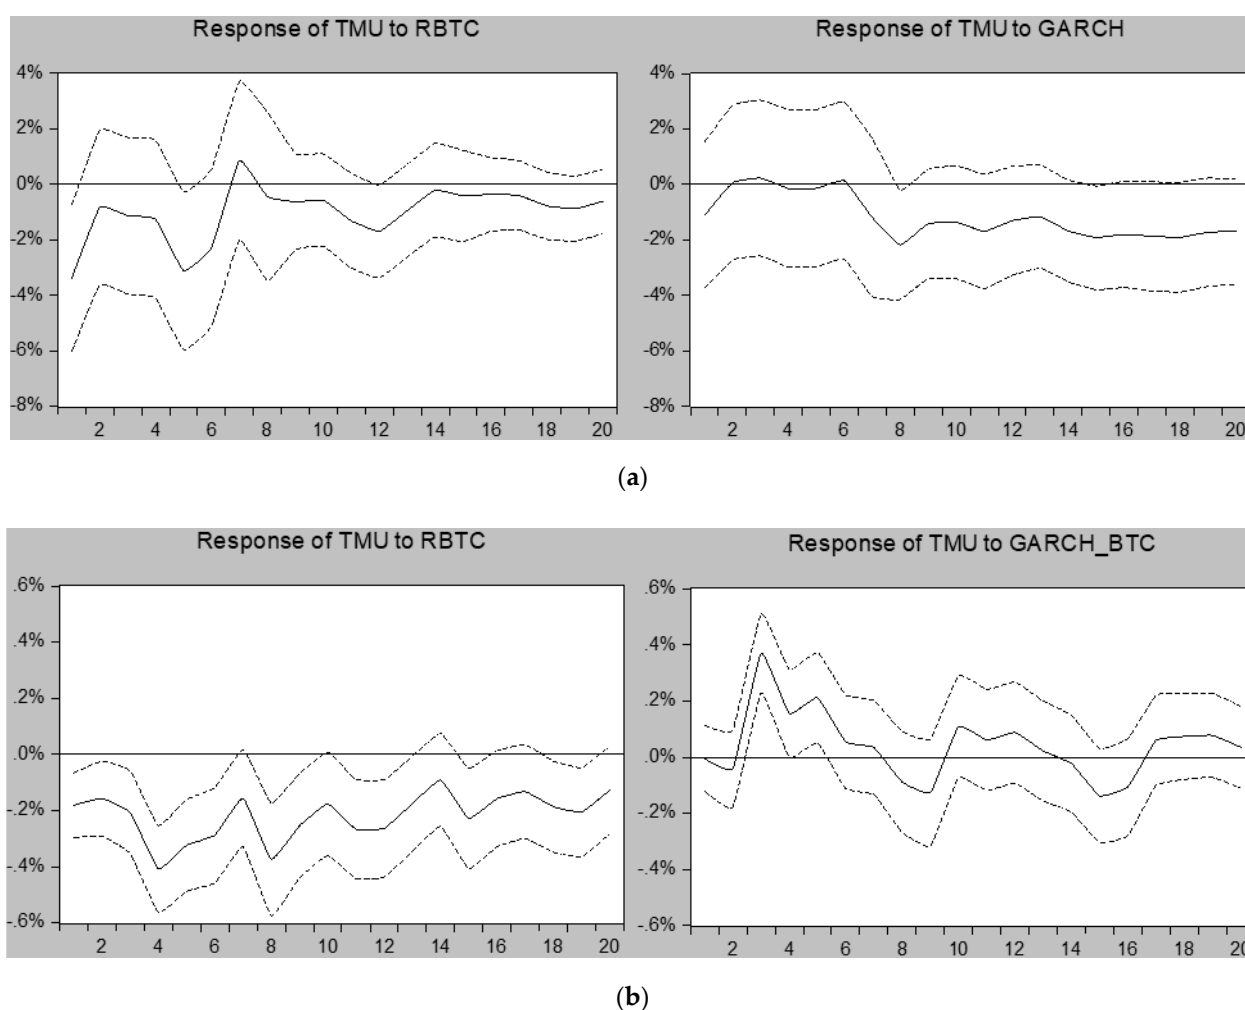 Response of TMU to RBTC
4%
2%
0%
-2%
-4%
-6%
-8%
2 4 6 8 10 12 14 16 18 20
Response of TMU to GARCH
4%
2%
0%
-2%
-4%
-6%
-8%
2 4 6 8 10 12 14 16 18 20
(a)
Response of TMU to RBTC
.6%
.4%
.2%
.0%
-.2%
-.4%
-.6%
2 4 6 8 10 12 14 16 18 20
Response of TMU to GARCH_BTC
.6%
.4%
.2%
.0%
-.2%
-.4%
-.6%
2 4 6 8 10 12 14 16 18 20
(b)